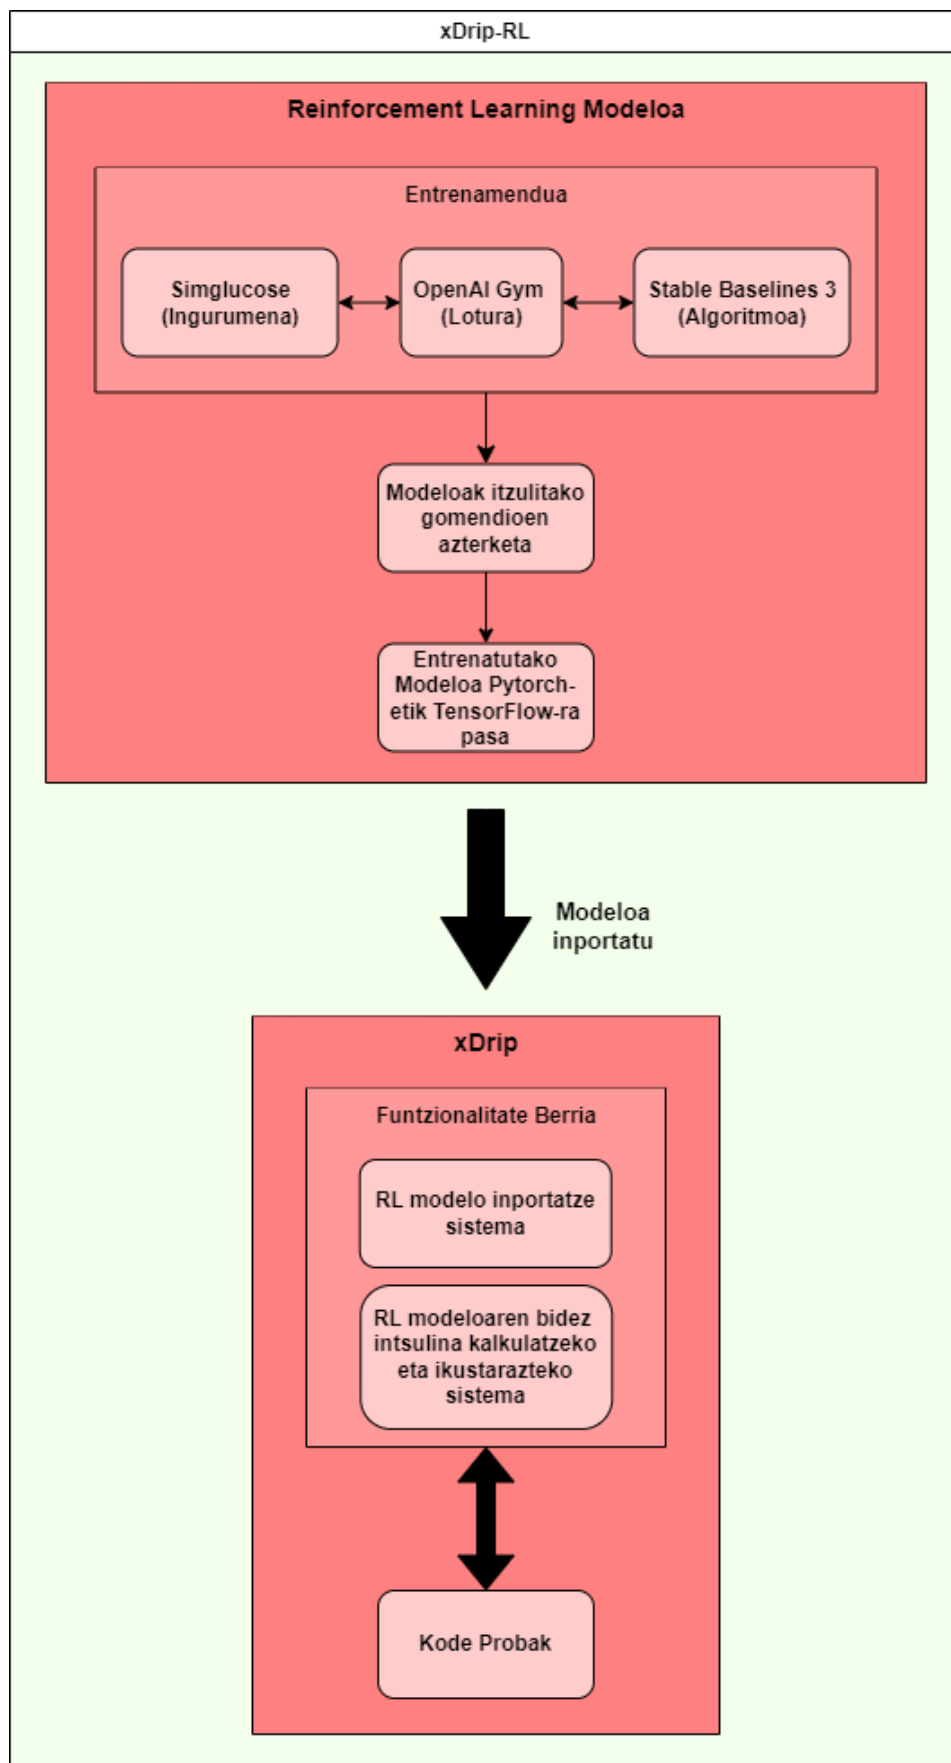 xDrip-RL
Reinforcement Learning Modeloa
Entrenamendua
Simglucose
(Ingurumena)
OpenAI Gym
(Lotura)
Stable Baselines 3
(Algoritmoa)
Modeloak itzulitako
gomendioen
azterketa
Entrenatutako
Modeloa Pytorch-
etik TensorFlow-ra
pasa
Modeloa
inportatu
xDrip
Funtzionalitate Berria
RL modelo inportatze
sistema
RL modeloaren bidez
intsulina kalkulatzeko
eta ikustarazteko
sistema
Kode Probak